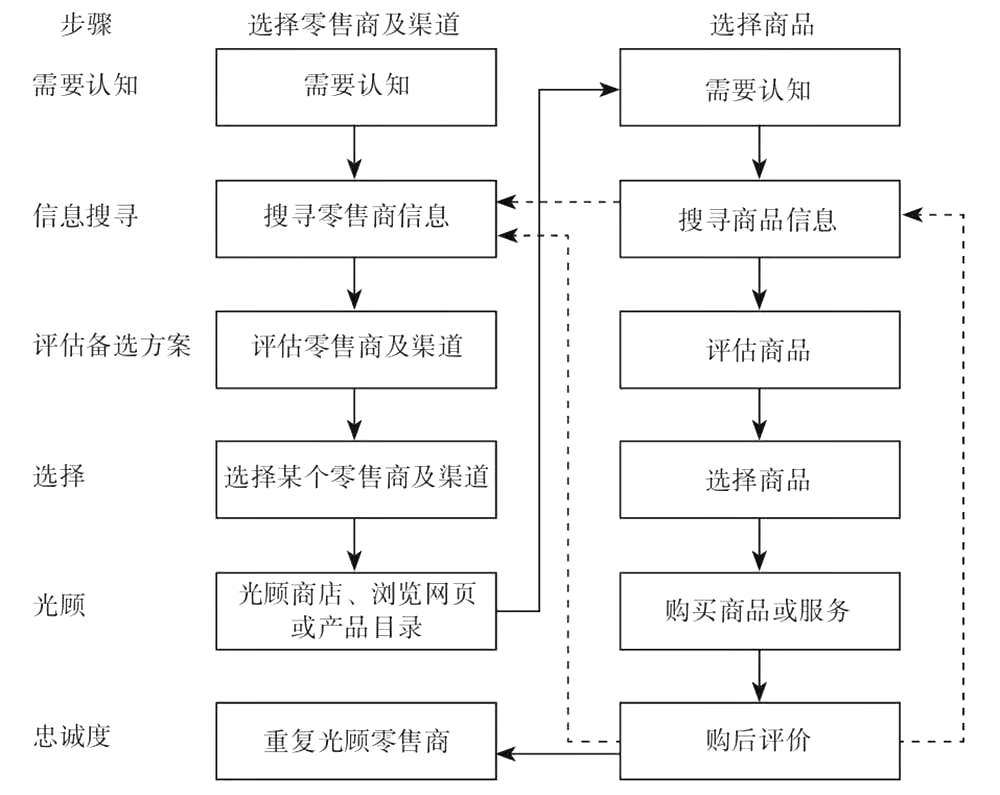 步骤
选择零售商及渠道
选择商品
需要认知
需要认知
需要认知
信息搜寻
搜寻零售商信息
搜寻商品信息
评估备选方案
评估零售商及渠道
评估商品
选择
选择某个零售商及渠道
选择商品
光顾
光顾商店、浏览网页
或产品目录
购买商品或服务
忠诚度
重复光顾零售商
购后评价